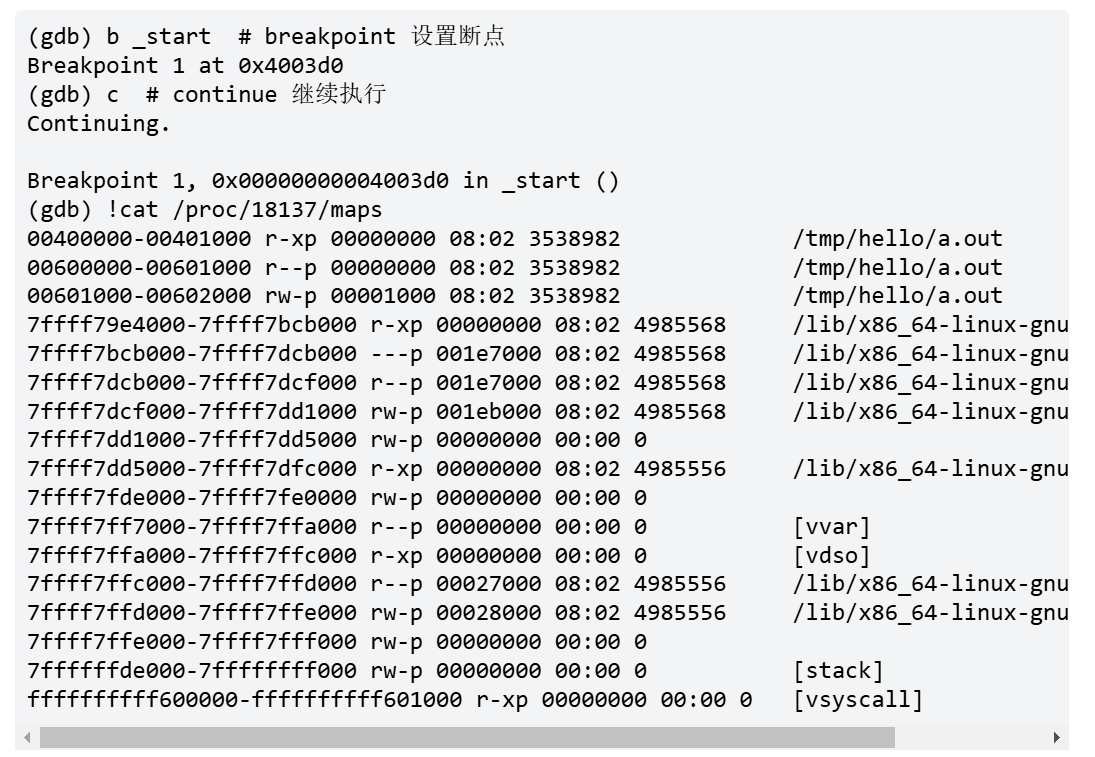 (gdb) b _start  # breakpoint 设置断点
Breakpoint 1 at 0x4003d0
(gdb) c  # continue 继续执行
Continuing.

Breakpoint 1, 0x00000000004003d0 in _start ()
(gdb) !cat /proc/18137/maps
00400000-00401000 r-xp 00000000 08:02 3538982             /tmp/hello/a.out
00600000-00601000 r--p 00000000 08:02 3538982             /tmp/hello/a.out
00601000-00602000 rw-p 00001000 08:02 3538982             /tmp/hello/a.out
7ffff79e4000-7ffff7bcb000 r-xp 00000000 08:02 4985568     /lib/x86_64-linux-gnu
7ffff7bcb000-7ffff7dcb000 ---p 001e7000 08:02 4985568     /lib/x86_64-linux-gnu
7ffff7dcb000-7ffff7dcf000 r--p 001e7000 08:02 4985568     /lib/x86_64-linux-gnu
7ffff7dcf000-7ffff7dd1000 rw-p 001eb000 08:02 4985568     /lib/x86_64-linux-gnu
7ffff7dd1000-7ffff7dd5000 rw-p 00000000 00:00 0
7ffff7dd5000-7ffff7dfc000 r-xp 00000000 08:02 4985556     /lib/x86_64-linux-gnu
7ffff7fde000-7ffff7fe0000 rw-p 00000000 00:00 0
7ffff7ff7000-7ffff7ffa000 r--p 00000000 00:00 0           [vvar]
7ffff7ffa000-7ffff7ffc000 r-xp 00000000 00:00 0           [vdso]
7ffff7ffc000-7ffff7ffd000 r--p 00027000 08:02 4985556     /lib/x86_64-linux-gnu
7ffff7ffd000-7ffff7ffe000 rw-p 00028000 08:02 4985556     /lib/x86_64-linux-gnu
7ffff7ffe000-7ffff7fff000 rw-p 00000000 00:00 0
7ffffffde000-7ffffffff000 rw-p 00000000 00:00 0           [stack]
ffffffffff600000-ffffffffff601000 r-xp 00000000 00:00 0   [vsyscall]